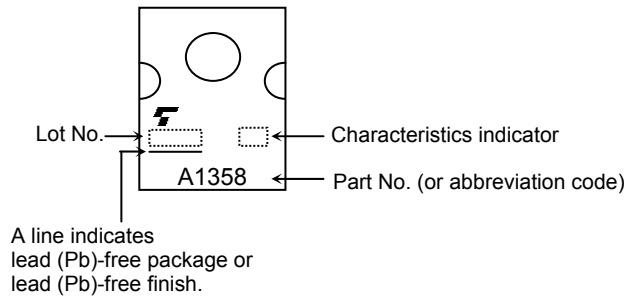 Lot No.
Characteristics indicator
A1358
Part No. (or abbreviation code)
A line indicates
lead (Pb)-free package or
lead (Pb)-free finish.